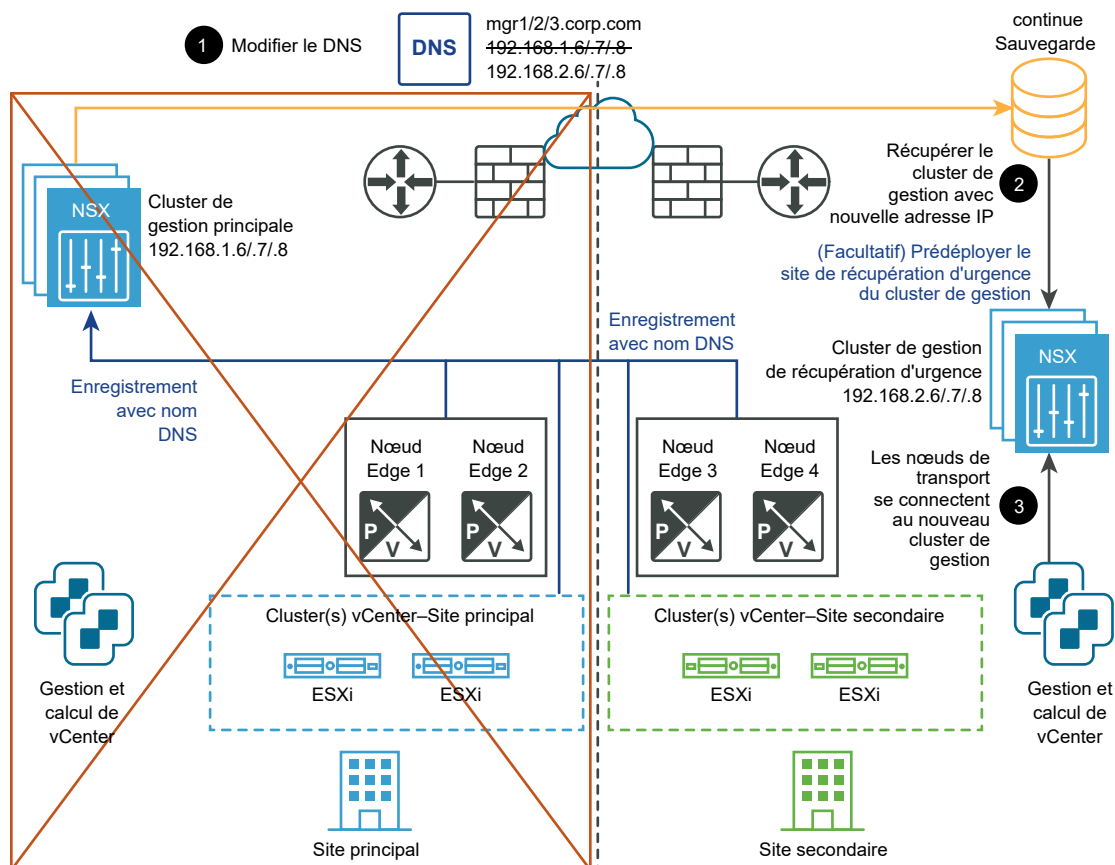 1 Modifier le DNS
DNS
mgr1/2/3.corp.com
192.168.1.6/.7/.8
192.168.2.6/.7/.8
continue
Sauvegarde
NSX
Cluster de
gestion principale
192.168.1.6/.7/.8
Récupérer le
cluster de
gestion avec
nouvelle adresse IP
2
(Facultatif) Prédéployer le
site de récupération d'urgence
du cluster de gestion
Enregistrement
avec nom DNS
Cluster de gestion
de récupération d'urgence
192.168.2.6/.7/.8
NSX
Enregistrement
avec nom
DNS
Nœud
Edge 1
P
V
Nœud
Edge 2
P
V
Nœud
Edge 3
P
V
Nœud
Edge 4
P
V
Les nœuds de
transport
se connectent
au nouveau
cluster de
gestion
3
Cluster(s) vCenter–Site principal
ESXi
ESXi
Cluster(s) vCenter–Site secondaire
ESXi
ESXi
Gestion et
calcul de
vCenter
Gestion et
calcul de
vCenter
Site principal
Site secondaire